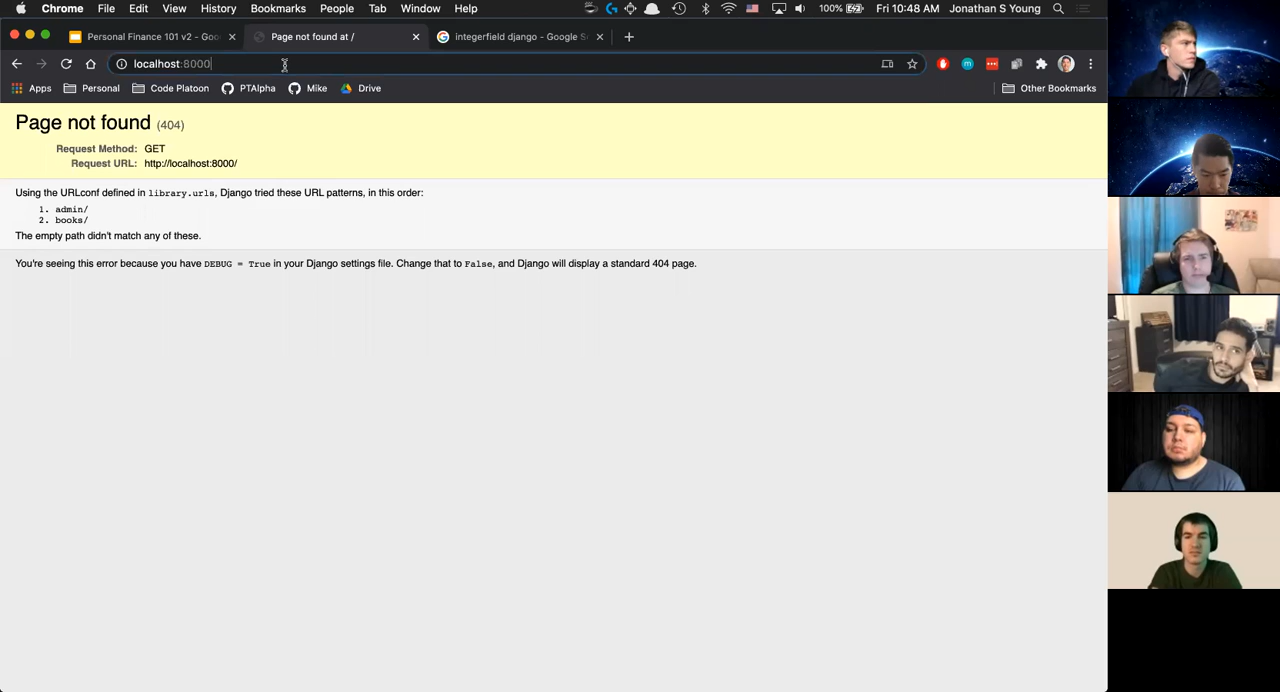 Chrome File Edit View History Bookmarks People Tab Window Help 100% Fri 10:48 AM Jonathan S Young
Personal Finance 101 v2 - Goo Page not found at / integerfield django - Google S
localhost:8000
Apps Personal Code Platoon PTAlpha Mike Drive Other Bookmarks
Page not found (404)
Request Method: GET
Request URL: http://localhost:8000/
Using the URLconf defined in library.urls, Django tried these URL patterns, in this order:
1. admin/
2. books/
The empty path didn't match any of these.
You're seeing this error because you have DEBUG = True in your Django settings file. Change that to False, and Django will display a standard 404 page.